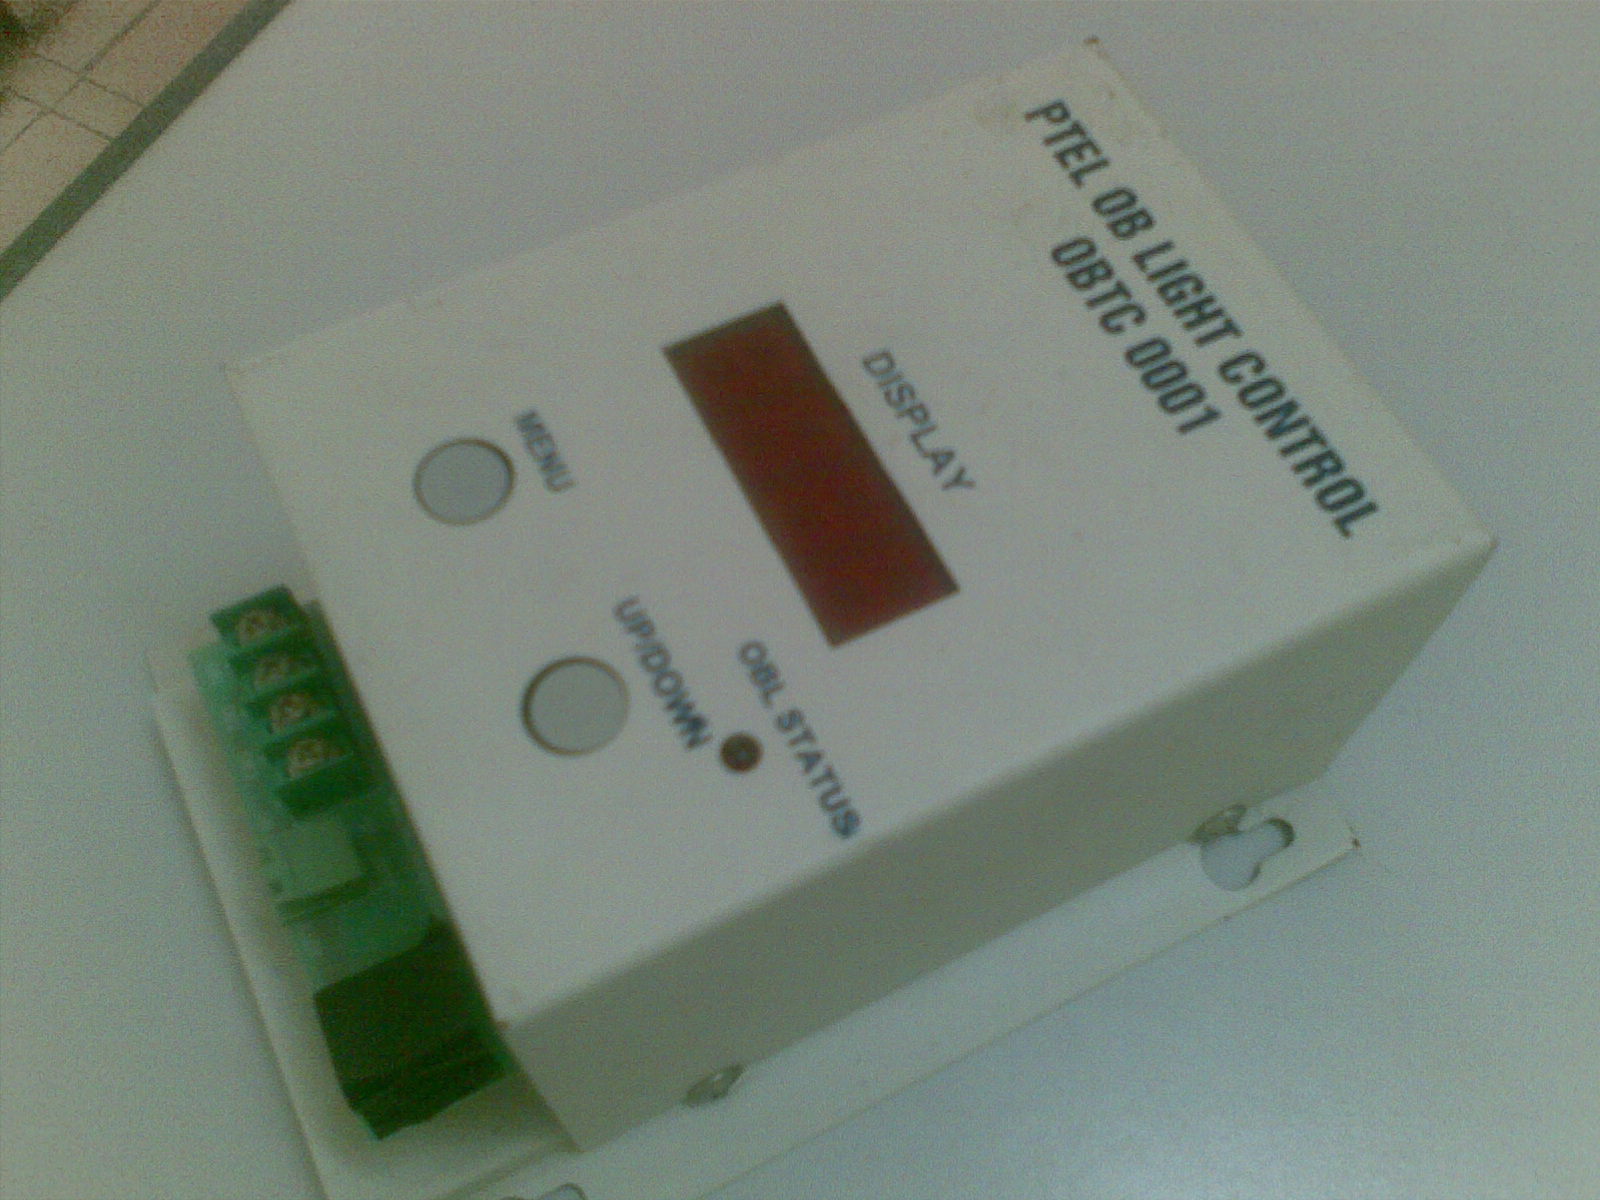 PTEL OB LIGHT CONTROL
OBTC 0001
DISPLAY
MENU
UP/DOWN
OBL STATUS